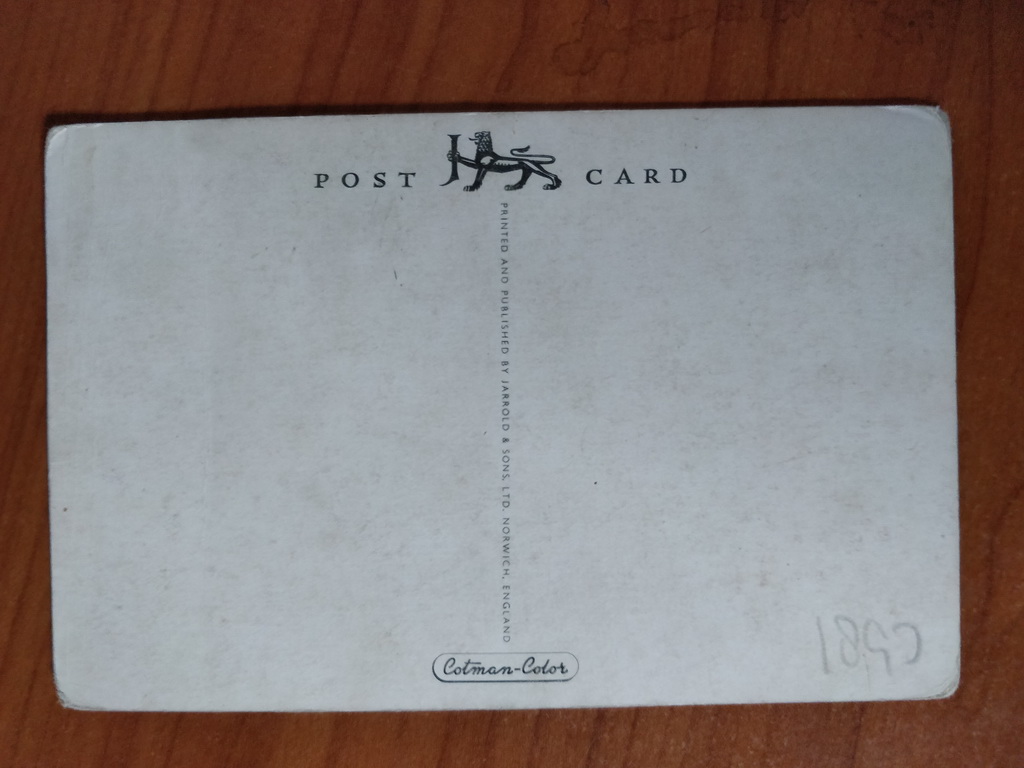 POST CARD
PRINTED AND PUBLISHED BY JARROLD & SONS, LTD. NORWICH, ENGLAND
Cotman-Color